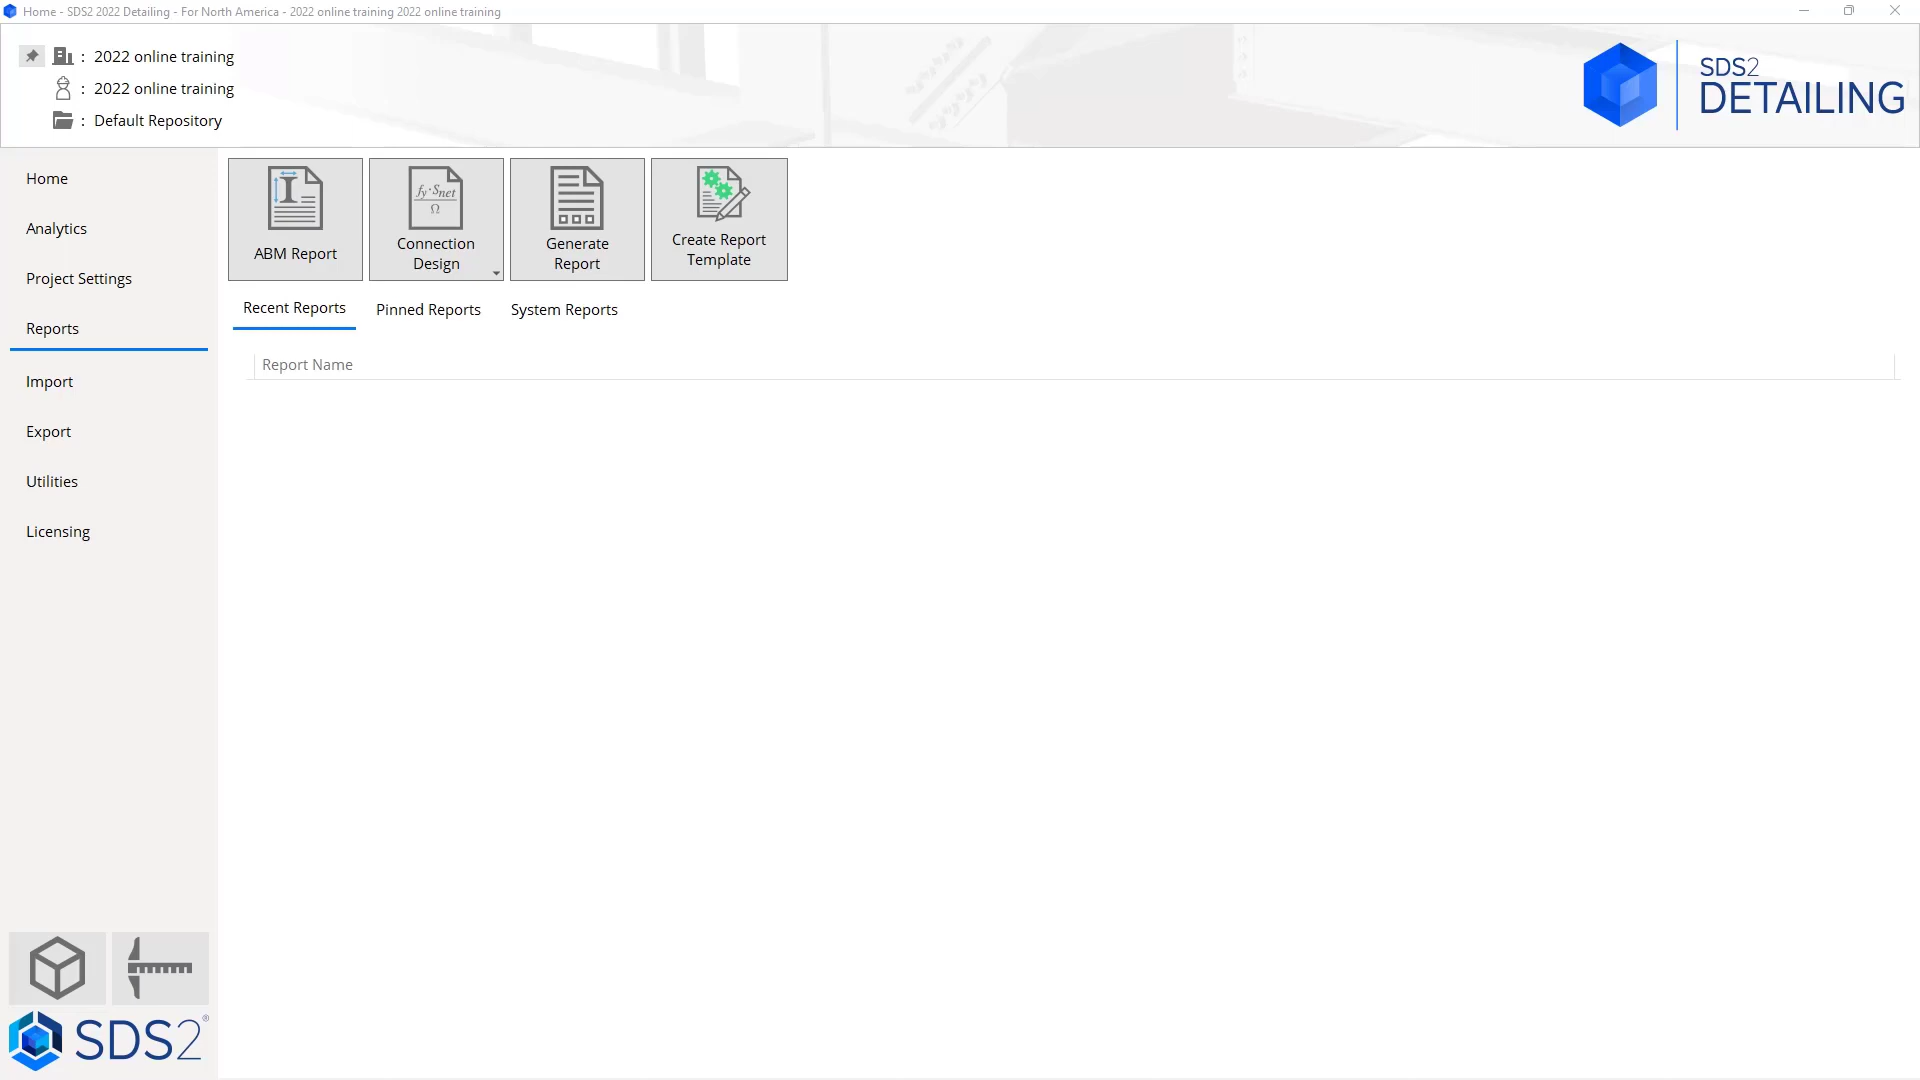 Home - SDS2 2022 Detailing - For North America - 2022 online training 2022 online training
: 2022 online training
: 2022 online training
: Default Repository
SDS2
DETAILING
Home
Analytics
Project Settings
Reports
Import
Export
Utilities
Licensing
fy·Snet
Ω
ABM Report
Connection
Design
Generate
Report
Create Report
Template
Recent Reports
Pinned Reports
System Reports
Report Name
SDS2®